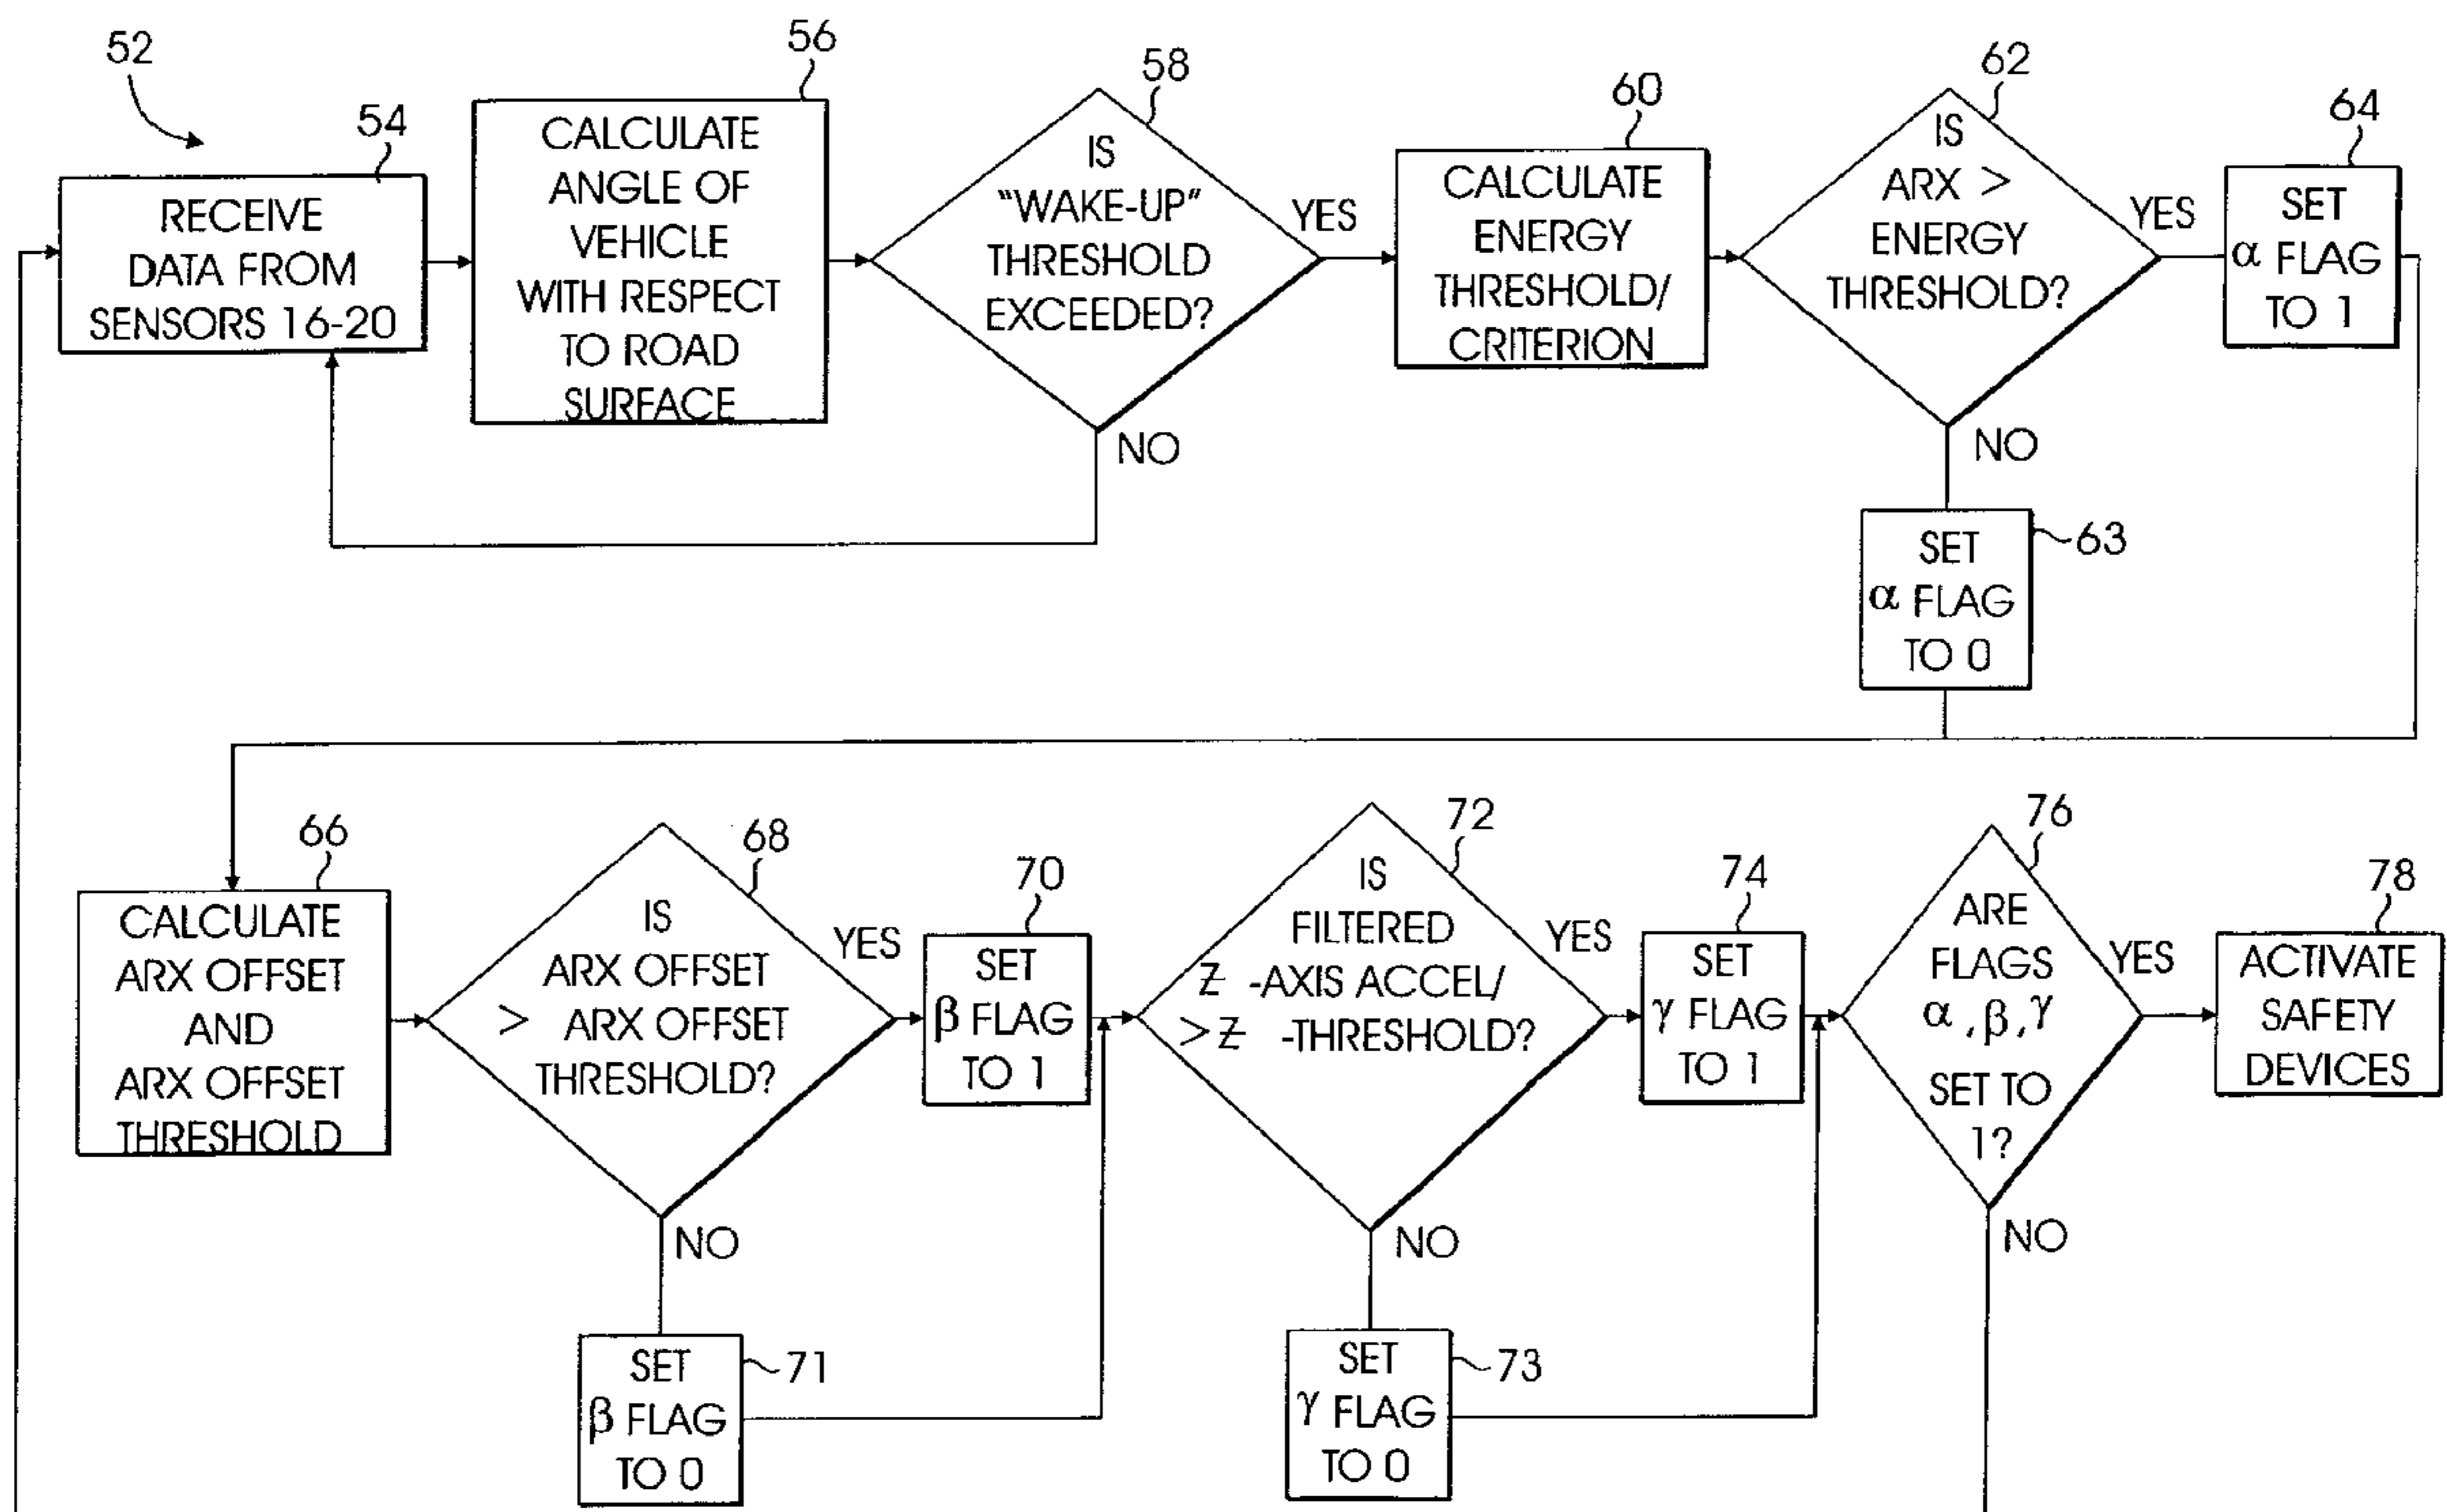 52
54
RECEIVE
DATA FROM
SENSORS 16-20
56
CALCULATE
ANGLE OF
VEHICLE
WITH RESPECT
TO ROAD
SURFACE
58
IS
“WAKE-UP”
THRESHOLD
EXCEEDED?
YES
NO
60
CALCULATE
ENERGY
THRESHOLD/
CRITERION
62
IS
ARX >
ENERGY
THRESHOLD?
YES
NO
64
SET
α FLAG
TO 1
63
SET
α FLAG
TO 0
66
CALCULATE
ARX OFFSET
AND
ARX OFFSET
THRESHOLD
68
IS
ARX OFFSET
> ARX OFFSET
THRESHOLD?
YES
NO
70
SET
β FLAG
TO 1
71
SET
β FLAG
TO 0
72
IS
FILTERED
Z -AXIS ACCEL/
> Z -THRESHOLD?
YES
NO
74
SET
γ FLAG
TO 1
73
SET
γ FLAG
TO 0
76
ARE
FLAGS
α , β, γ
SET TO
1?
YES
NO
78
ACTIVATE
SAFETY
DEVICES